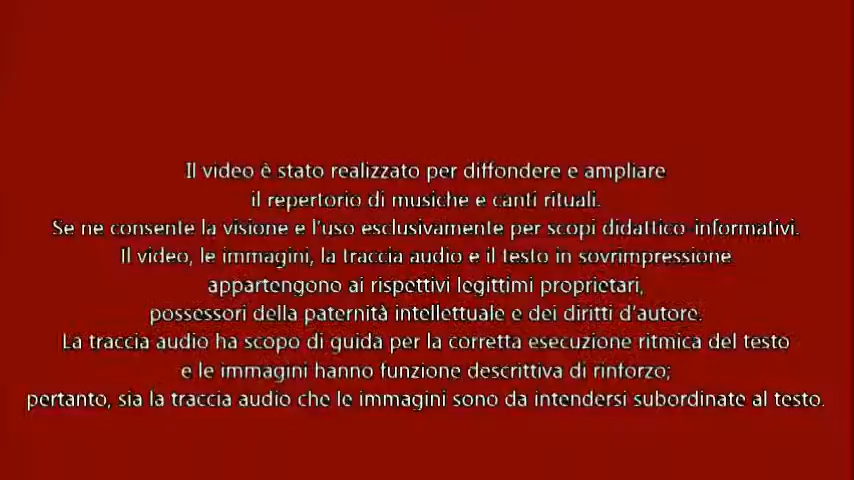 Il video è stato realizzato per diffondere e ampliare
il repertorio di musiche e canti rituali.
Se ne consente la visione e l'uso esclusivamente per scopi didattico-informativi.
Il video, le immagini, la traccia audio e il testo in sovrimpressione
appartengono ai rispettivi legittimi proprietari,
possessori della paternità intellettuale e dei diritti d'autore.
La traccia audio ha scopo di guida per la corretta esecuzione ritmica del testo
e le immagini hanno funzione descrittiva di rinforzo;
pertanto, sia la traccia audio che le immagini sono da intendersi subordinate al testo.